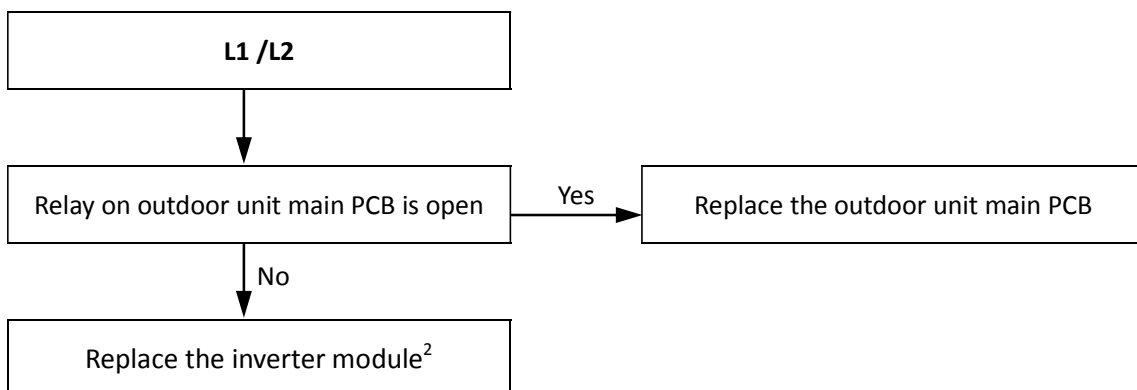 L1 /L2
Relay on outdoor unit main PCB is open
Yes
Replace the outdoor unit main PCB
No
Replace the inverter module²